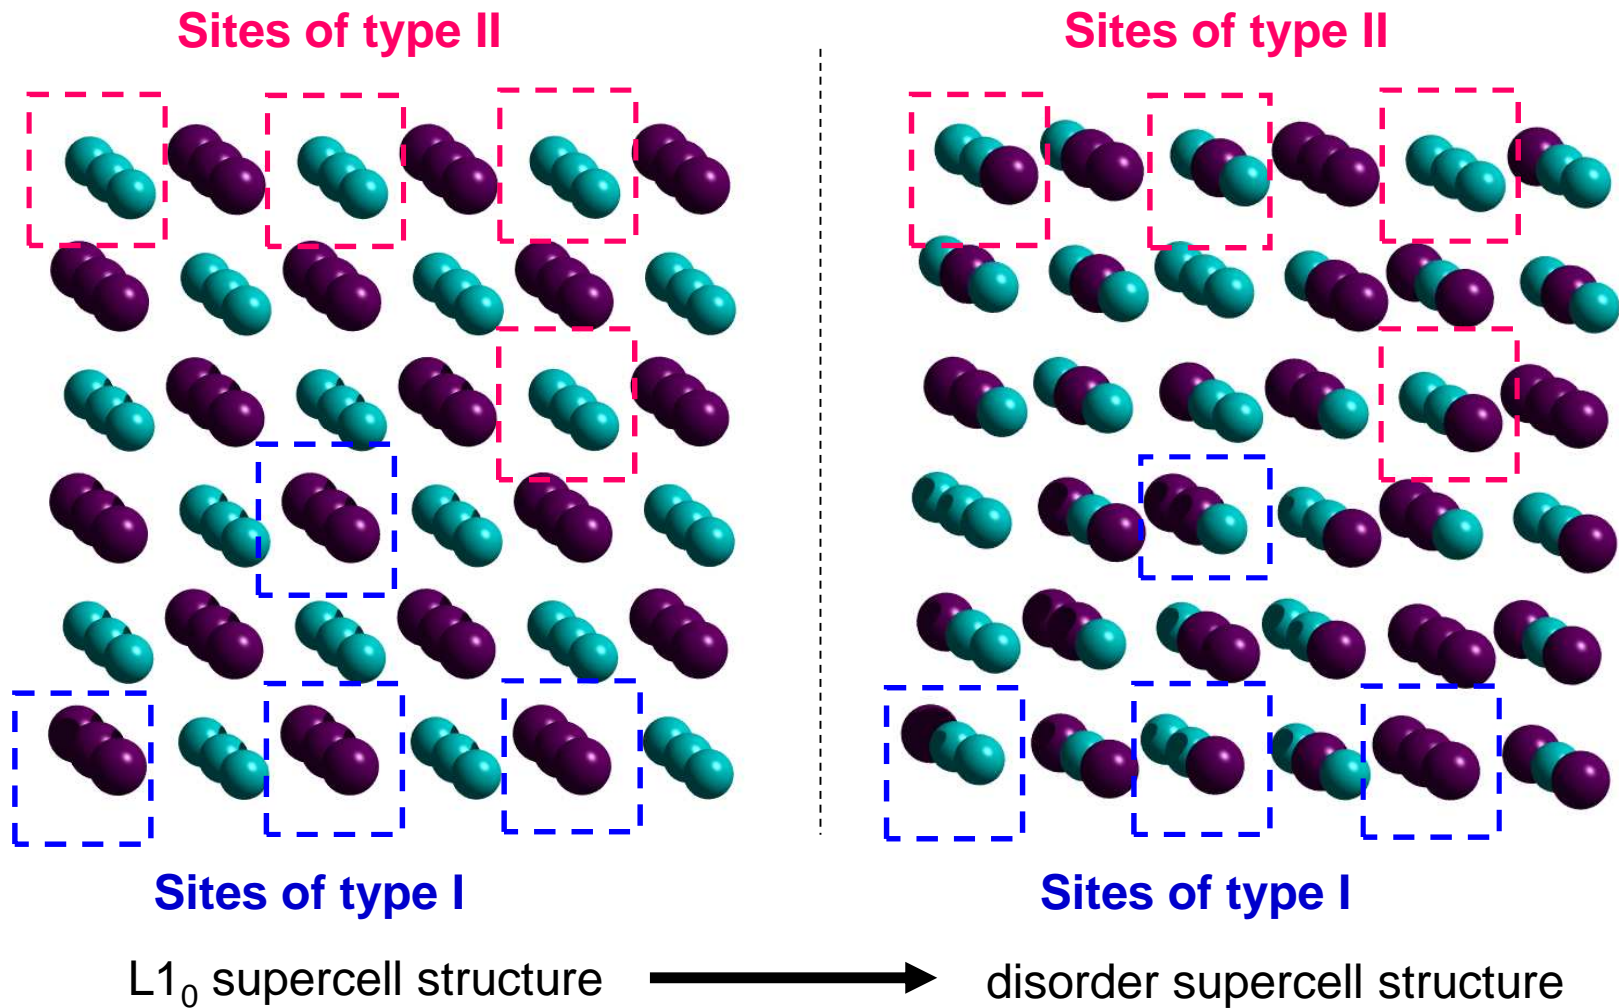 Sites of type II
Sites of type II
Sites of type I
Sites of type I
L1₀ supercell structure
disorder supercell structure